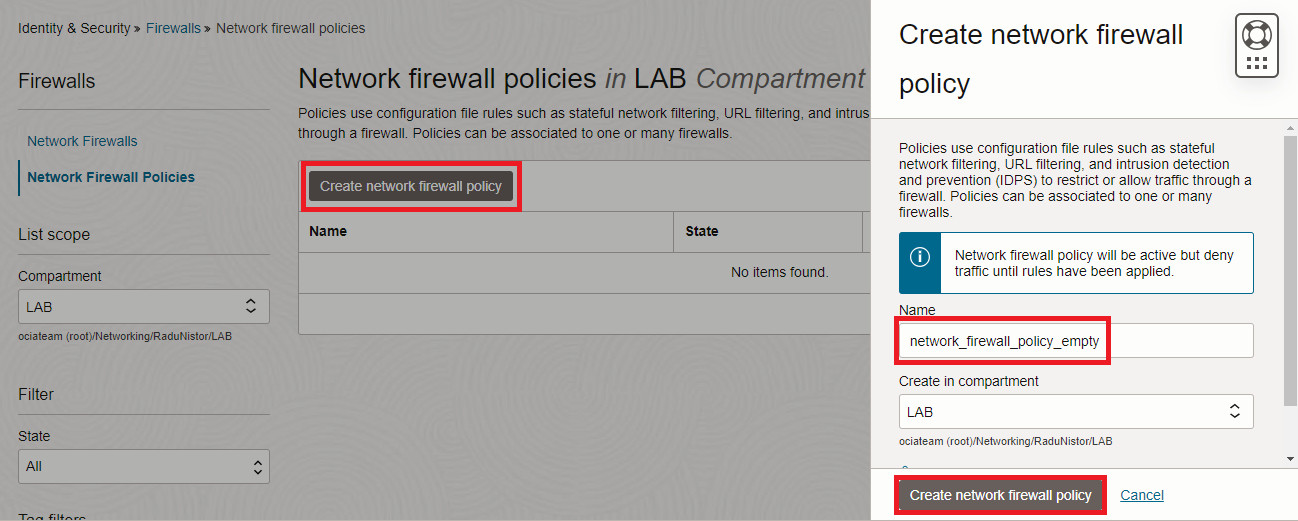 Identity & Security » Firewalls » Network firewall policies
Firewalls
Network Firewalls
Network Firewall Policies
List scope
Compartment
LAB
ociateam (root)/Networking/RaduNistor/LAB
Filter
State
All
Tag filters
Network firewall policies in LAB Compartment
Policies use configuration file rules such as stateful network filtering, URL filtering, and intrus
through a firewall. Policies can be associated to one or many firewalls.
Create network firewall policy
Name State
No items found.
Create network firewall
policy
Policies use configuration file rules such as stateful
network filtering, URL filtering, and intrusion detection
and prevention (IDPS) to restrict or allow traffic through a
firewall. Policies can be associated to one or many
firewalls.
Network firewall policy will be active but deny
traffic until rules have been applied.
Name
network_firewall_policy_empty
Create in compartment
LAB
ociateam (root)/Networking/RaduNistor/LAB
Create network firewall policy Cancel